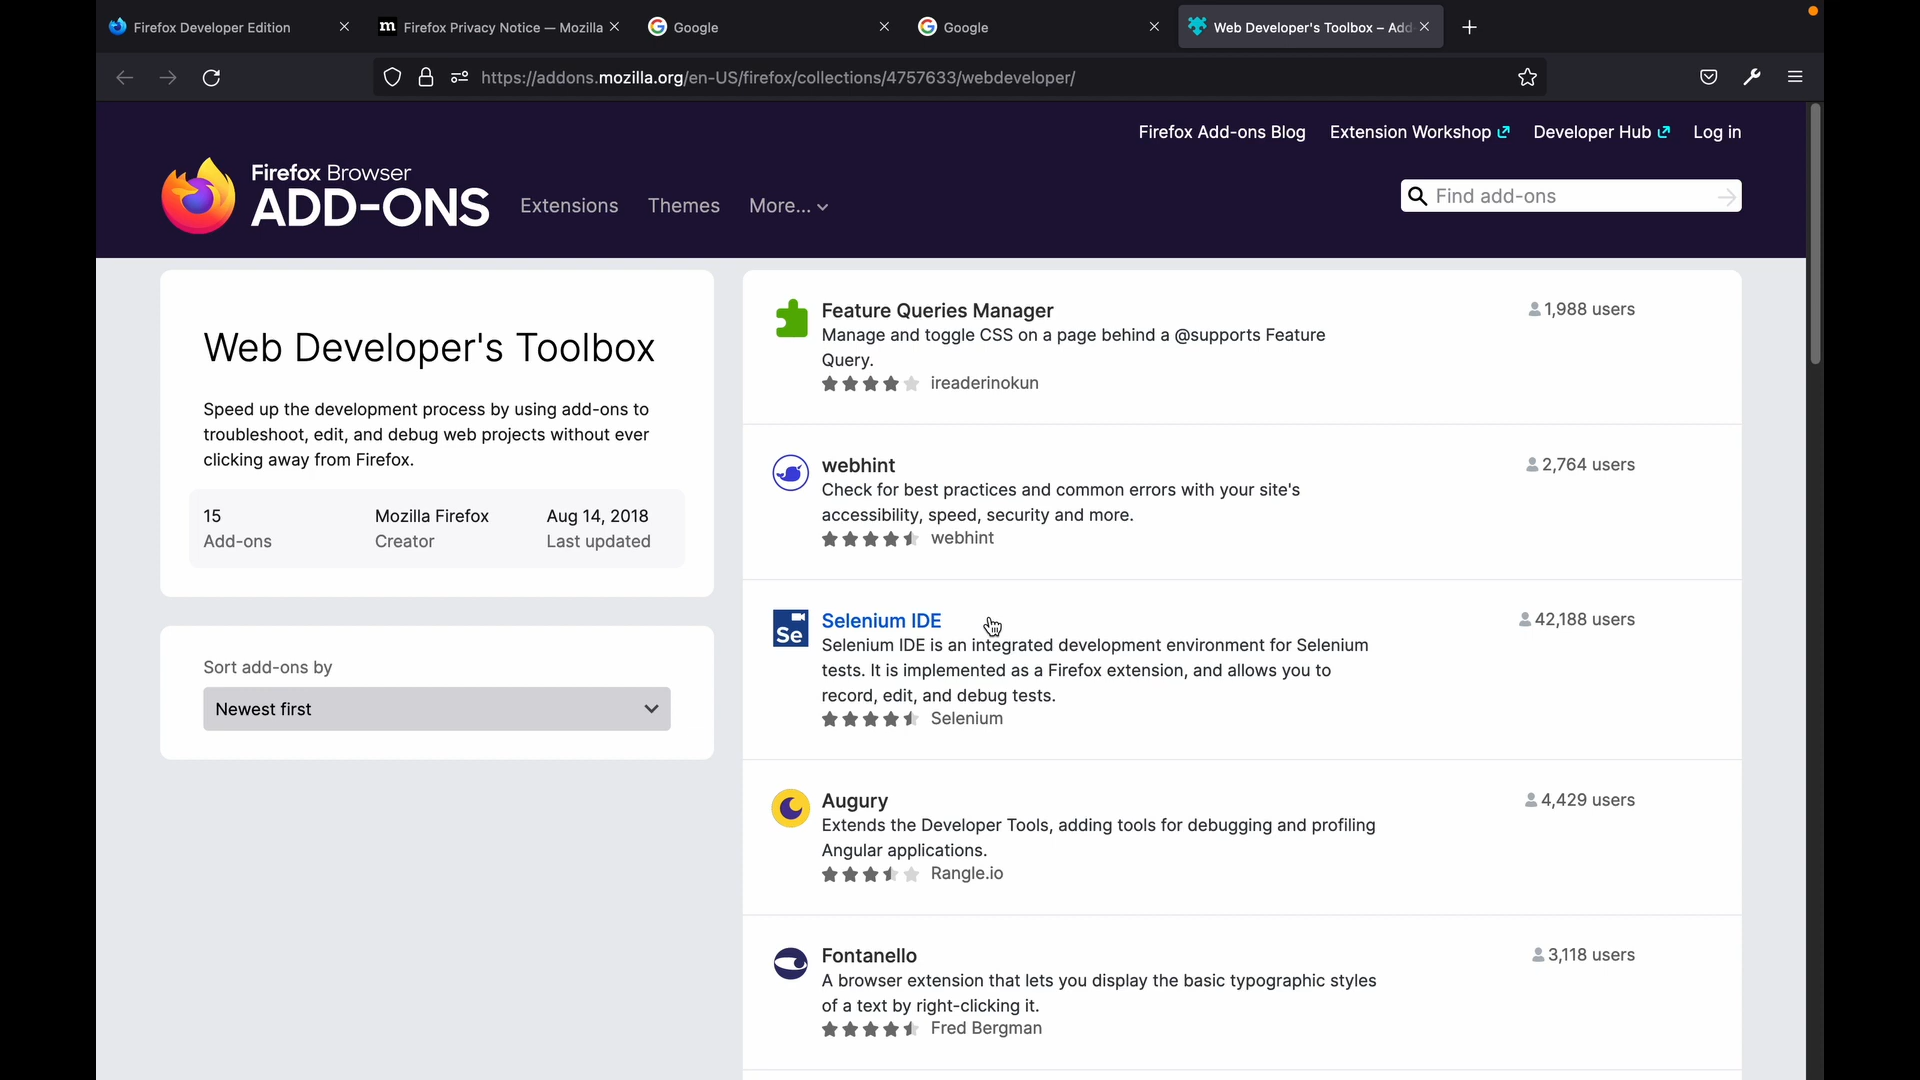 Firefox Developer Edition
Firefox Privacy Notice — Mozilla
Google
Google
Web Developer's Toolbox – Add
https://addons.mozilla.org/en-US/firefox/collections/4757633/webdeveloper/
Firefox Add-ons Blog
Extension Workshop
Developer Hub
Log in
Firefox Browser
ADD-ONS
Extensions
Themes
More...
Find add-ons
Web Developer's Toolbox
Speed up the development process by using add-ons to
troubleshoot, edit, and debug web projects without ever
clicking away from Firefox.
15
Add-ons
Mozilla Firefox
Creator
Aug 14, 2018
Last updated
Sort add-ons by
Newest first
Feature Queries Manager
1,988 users
Manage and toggle CSS on a page behind a @supports Feature
Query.
ireaderinokun
webhint
2,764 users
Check for best practices and common errors with your site's
accessibility, speed, security and more.
webhint
Se
Selenium IDE
42,188 users
Selenium IDE is an integrated development environment for Selenium
tests. It is implemented as a Firefox extension, and allows you to
record, edit, and debug tests.
Selenium
Augury
4,429 users
Extends the Developer Tools, adding tools for debugging and profiling
Angular applications.
Rangle.io
Fontanello
3,118 users
A browser extension that lets you display the basic typographic styles
of a text by right-clicking it.
Fred Bergman